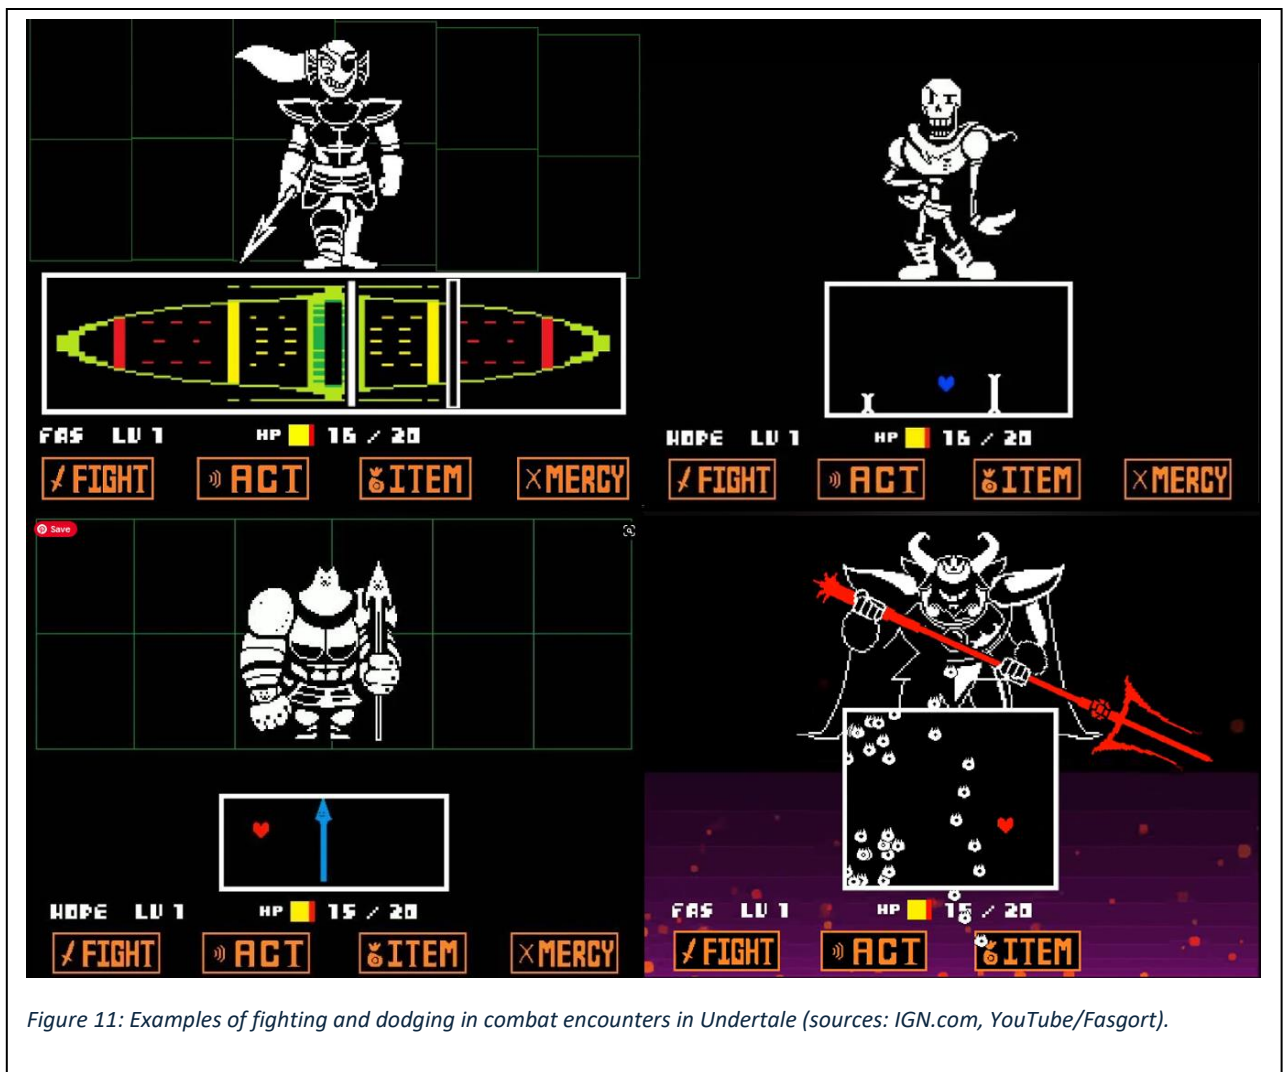 FAS LV 1 HP 16 / 20
FIGHT ACT ITEM MERCY
HOPE LV 1 HP 16 / 20
FIGHT ACT ITEM MERCY
Save
HOPE LV 1 HP 15 / 20
FIGHT ACT ITEM MERCY
FAS LV 1 HP 15 / 20
FIGHT ACT ITEM
Figure 11: Examples of fighting and dodging in combat encounters in Undertale (sources: IGN.com, YouTube/Fasgort).